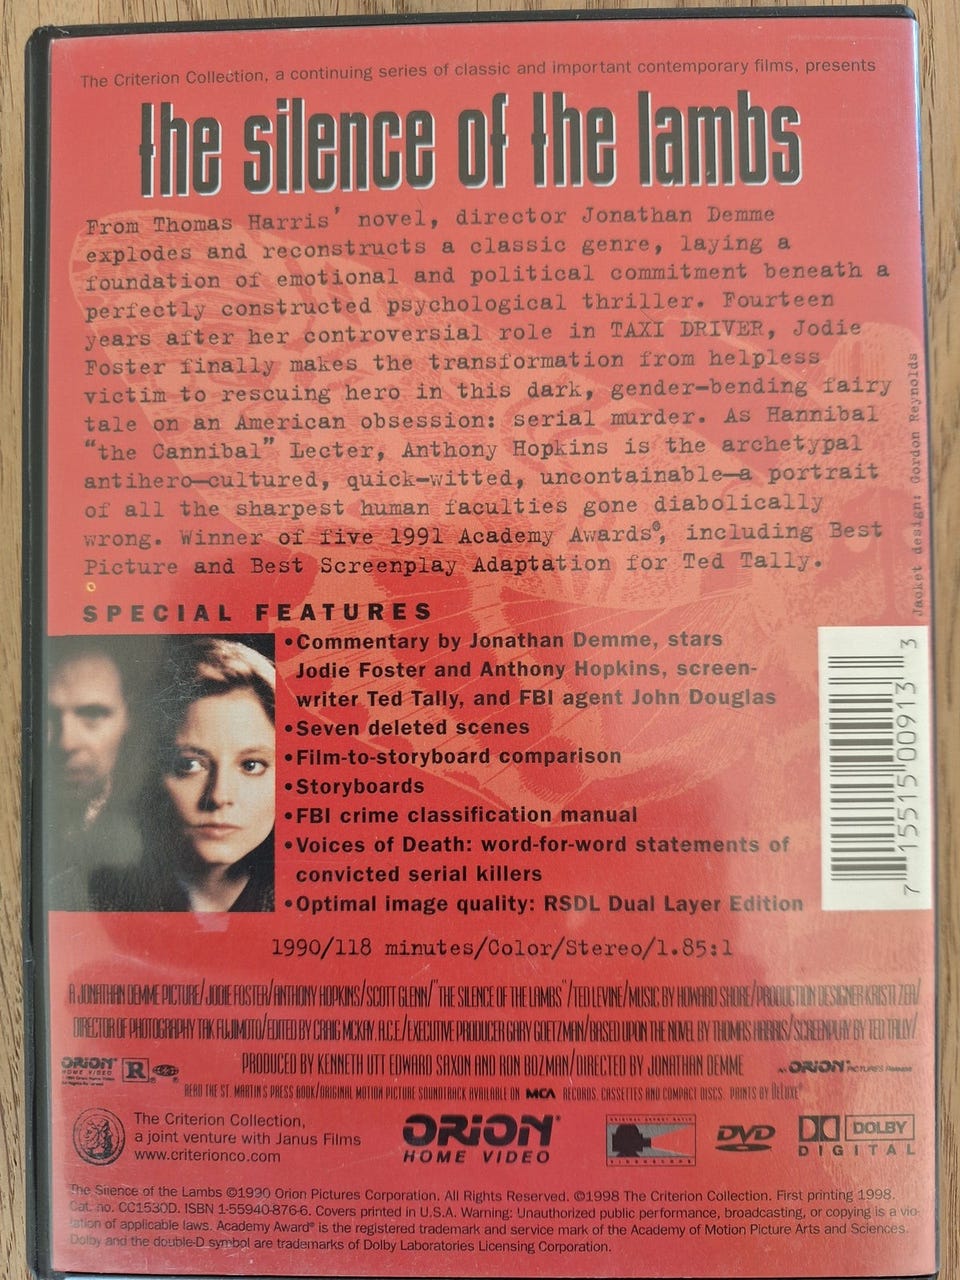 The Criterion Collection, a continuing series of classic and important contemporary films, presents
the silence of the lambs
From Thomas Harris' novel, director Jonathan Demme
explodes and reconstructs a classic genre, laying a
foundation of emotional and political commitment beneath a
perfectly constructed psychological thriller. Fourteen
years after her controversial role in TAXI DRIVER, Jodie
Foster finally makes the transformation from helpless
victim to rescuing hero in this dark, gender-bending fairy
tale on an American obsession: serial murder. As Hannibal
"the Cannibal" Lecter, Anthony Hopkins is the archetypal
antihero—cultured, quick-witted, uncontainable—a portrait
of all the sharpest human faculties gone diabolically
wrong. Winner of five 1991 Academy Awards®, including Best
Picture and Best Screenplay Adaptation for Ted Tally.
Jacket design: Gordon Reynolds
SPECIAL FEATURES
•Commentary by Jonathan Demme, stars
Jodie Foster and Anthony Hopkins, screen-
writer Ted Tally, and FBI agent John Douglas
•Seven deleted scenes
•Film-to-storyboard comparison
•Storyboards
•FBI crime classification manual
•Voices of Death: word-for-word statements of
convicted serial killers
•Optimal image quality: RSDL Dual Layer Edition
7 15515 00913 3
1990/118 minutes/Color/Stereo/1.85:1
A JONATHAN DEMME PICTURE/JODIE FOSTER/ANTHONY HOPKINS/SCOTT GLENN/"THE SILENCE OF THE LAMBS"/TED LEVINE/MUSIC BY HOWARD SHORE/PRODUCTION DESIGNER KRISTI ZEA/
DIRECTOR OF PHOTOGRAPHY TAK FUJIMOTO/EDITED BY CRAIG MCKAY, A.C.E./EXECUTIVE PRODUCER GARY GOETZMAN/BASED UPON THE NOVEL BY THOMAS HARRIS/SCREENPLAY BY TED TALLY/
PRODUCED BY KENNETH UTT EDWARD SAXON AND RON BOZMAN/DIRECTED BY JONATHAN DEMME
ORION
HOME VIDEO
R
AN ORION PICTURES RELEASE
READ THE ST. MARTIN'S PRESS BOOK/ORIGINAL MOTION PICTURE SOUNDTRACK AVAILABLE ON MCA RECORDS, CASSETTES AND COMPACT DISCS. PRINTS BY DELUXE®
The Criterion Collection,
a joint venture with Janus Films
www.criterionco.com
ORION®
HOME VIDEO
VIDEOSCOPE
DVD
DOLBY
DIGITAL
The Silence of the Lambs ©1990 Orion Pictures Corporation. All Rights Reserved. ©1998 The Criterion Collection. First printing 1998.
Cat. no. CC1530D. ISBN 1-55940-876-6. Covers printed in U.S.A. Warning: Unauthorized public performance, broadcasting, or copying is a vio-
lation of applicable laws. Academy Award® is the registered trademark and service mark of the Academy of Motion Picture Arts and Sciences.
Dolby and the double-D symbol are trademarks of Dolby Laboratories Licensing Corporation.